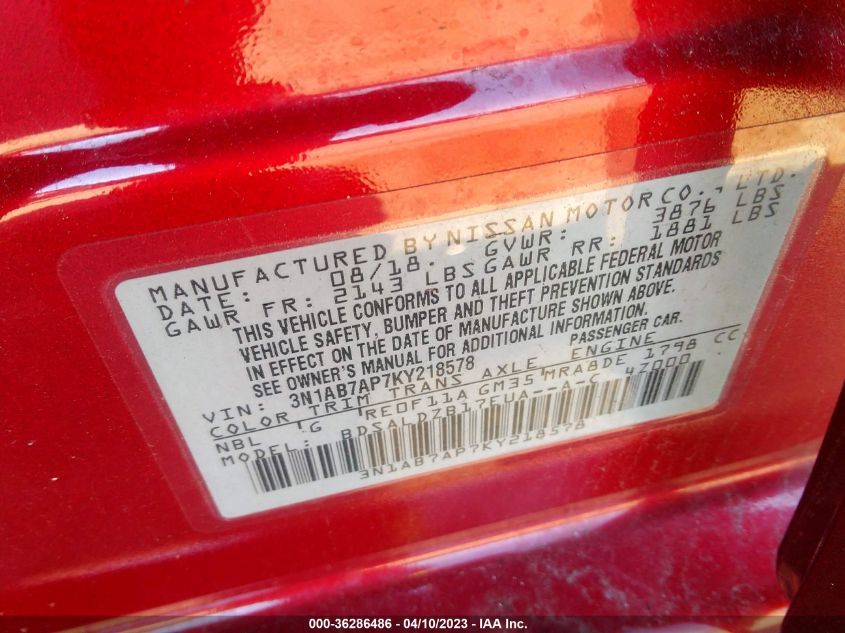 MANUFACTURED BY NISSAN MOTOR CO., LTD.
DATE: 08/18 GVWR: 3876 LBS
GAWR FR: 2143 LBS GAWR RR: 1881 LBS
THIS VEHICLE CONFORMS TO ALL APPLICABLE FEDERAL MOTOR
VEHICLE SAFETY, BUMPER AND THEFT PREVENTION STANDARDS
IN EFFECT ON THE DATE OF MANUFACTURE SHOWN ABOVE.
SEE OWNER'S MANUAL FOR ADDITIONAL INFORMATION.
VIN: 3N1AB7AP7KY218578 PASSENGER CAR.
COLOR TRIM TRANS AXLE ENGINE
NBL G RE0F11A GM35 MRA8DE 1798 CC
MODEL: BDSALDZB17EUA--A-C 4Z000
3N1AB7AP7KY218578
000-36286486 - 04/10/2023 - IAA Inc.